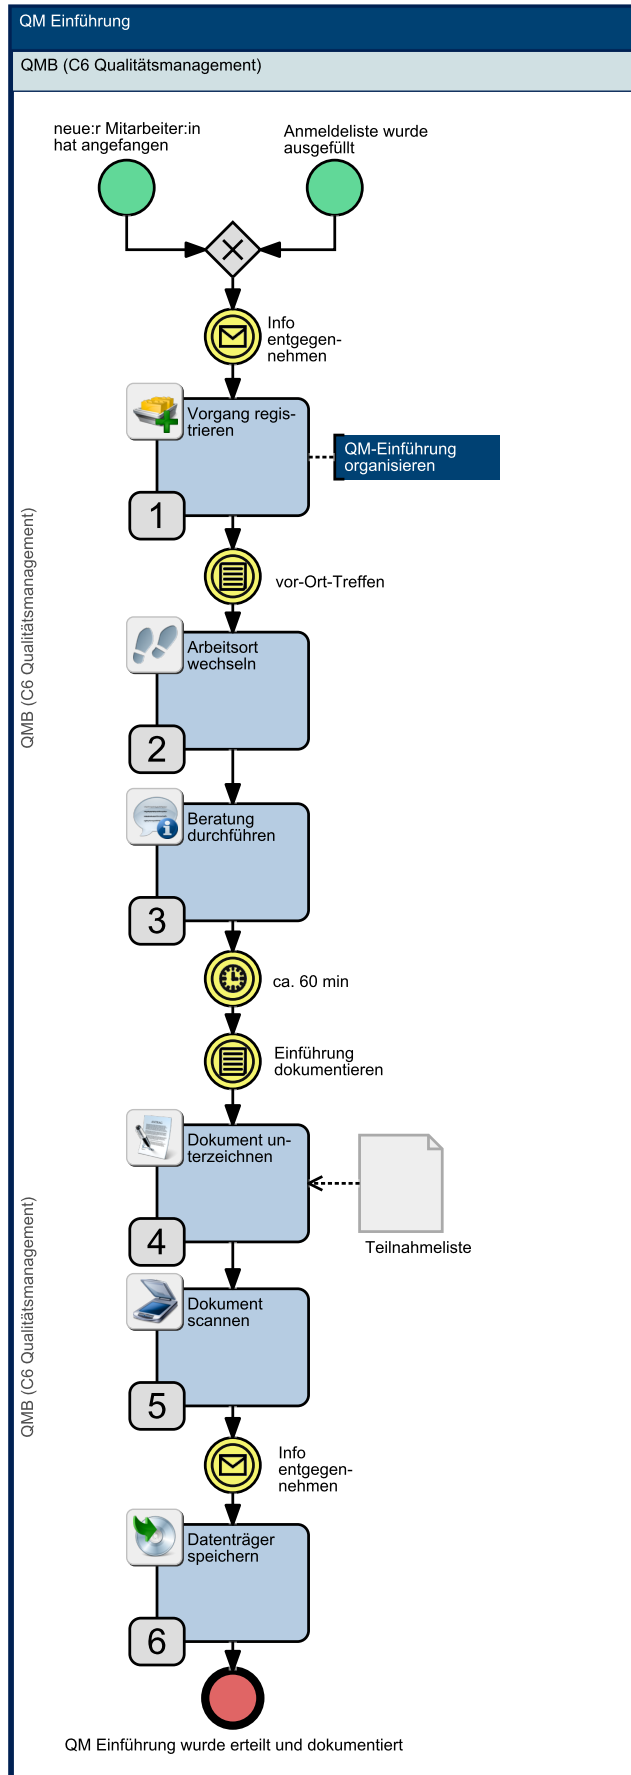 QM Einführung
QMB (C6 Qualitätsmanagement)
neue:r Mitarbeiter:in
hat angefangen
Anmeldeliste wurde
ausgefüllt
Info
entgegen-
nehmen
Vorgang regis-
trieren
QM-Einführung
organisieren
1
vor-Ort-Treffen
QMB (C6 Qualitätsmanagement)
Arbeitsort
wechseln
2
Beratung
durchführen
3
ca. 60 min
Einführung
dokumentieren
Dokument un-
terzeichnen
4
Teilnahmeliste
QMB (C6 Qualitätsmanagement)
Dokument
scannen
5
Info
entgegen-
nehmen
Datenträger
speichern
6
QM Einführung wurde erteilt und dokumentiert